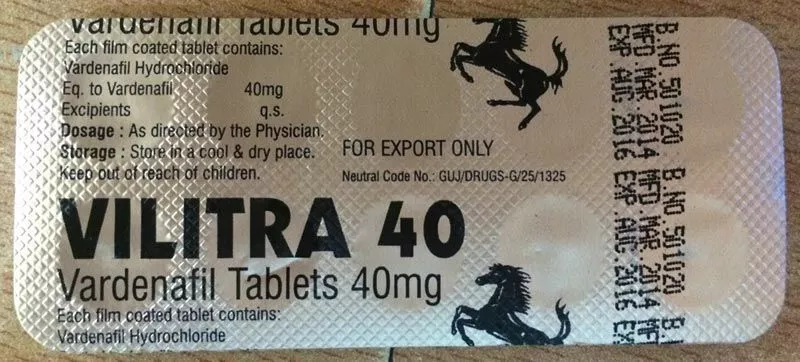 Vardenafil Tablets 40mg
Each film coated tablet contains:
Vardenafil Hydrochloride
Eq. to Vardenafil 40mg
Excipients q.s.
Dosage : As directed by the Physician.
Storage : Store in a cool & dry place.
Keep out of reach of children.
FOR EXPORT ONLY
Neutral Code No.: GUJ/DRUGS-G/25/1325
VILITRA 40
Vardenafil Tablets 40mg
Each film coated tablet contains:
Vardenafil Hydrochloride
B.NO.501020 B.NO.501020 B.
MFD.MAR 2014 MFD.MAR 2014 MF
EXP.AUG 2016 EXP.AUG 2016 EX